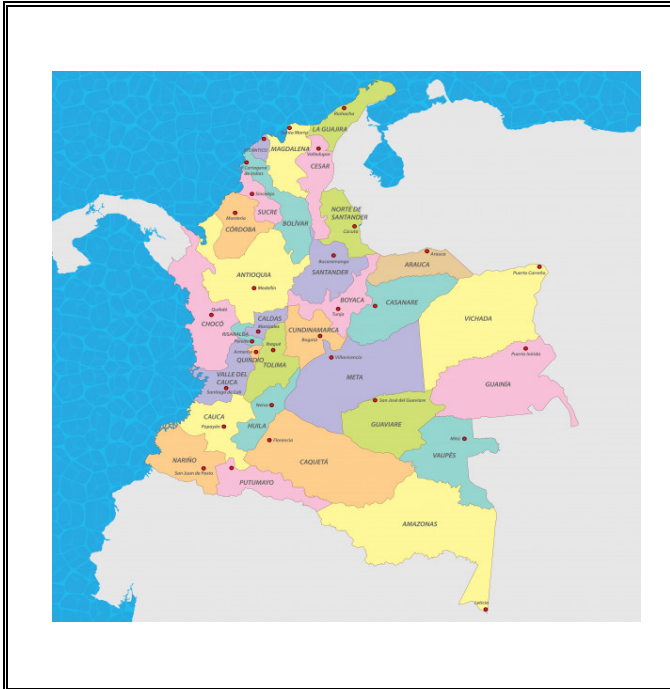 Riohacha
Santa Marta
LA GUAJIRA
ATLÁNTICO
MAGDALENA
Valledupar
Cartagena
de Indias
CESAR
Sincelejo
SUCRE
Montería
NORTE DE
SANTANDER
BOLÍVAR
CÓRDOBA
Cúcuta
Arauca
Bucaramanga
ARAUCA
Puerto Carreño
SANTANDER
ANTIOQUIA
Medellín
BOYACA
CASANARE
Quibdó
Tunja
CHOCÓ
CALDAS
Manizales
VICHADA
RISARALDA
CUNDINAMARCA
Pereira
Bogotá
Armenia
Ibagué
Puerto Inírida
QUINDÍO
TOLIMA
Villavicencio
VALLE DEL
CAUCA
META
GUAINÍA
Santiago de Cali
San José del Guaviare
Neiva
CAUCA
HUILA
GUAVIARE
Popayán
Mitú
Florencia
VAUPÉS
NARIÑO
CAQUETÁ
San Juan de Pasto
PUTUMAYO
AMAZONAS
Leticia